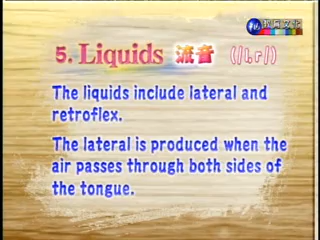 5. Liquids 流音 (/l,r/)
The liquids include lateral and
retroflex.
The lateral is produced when the
air passes through both sides of
the tongue.